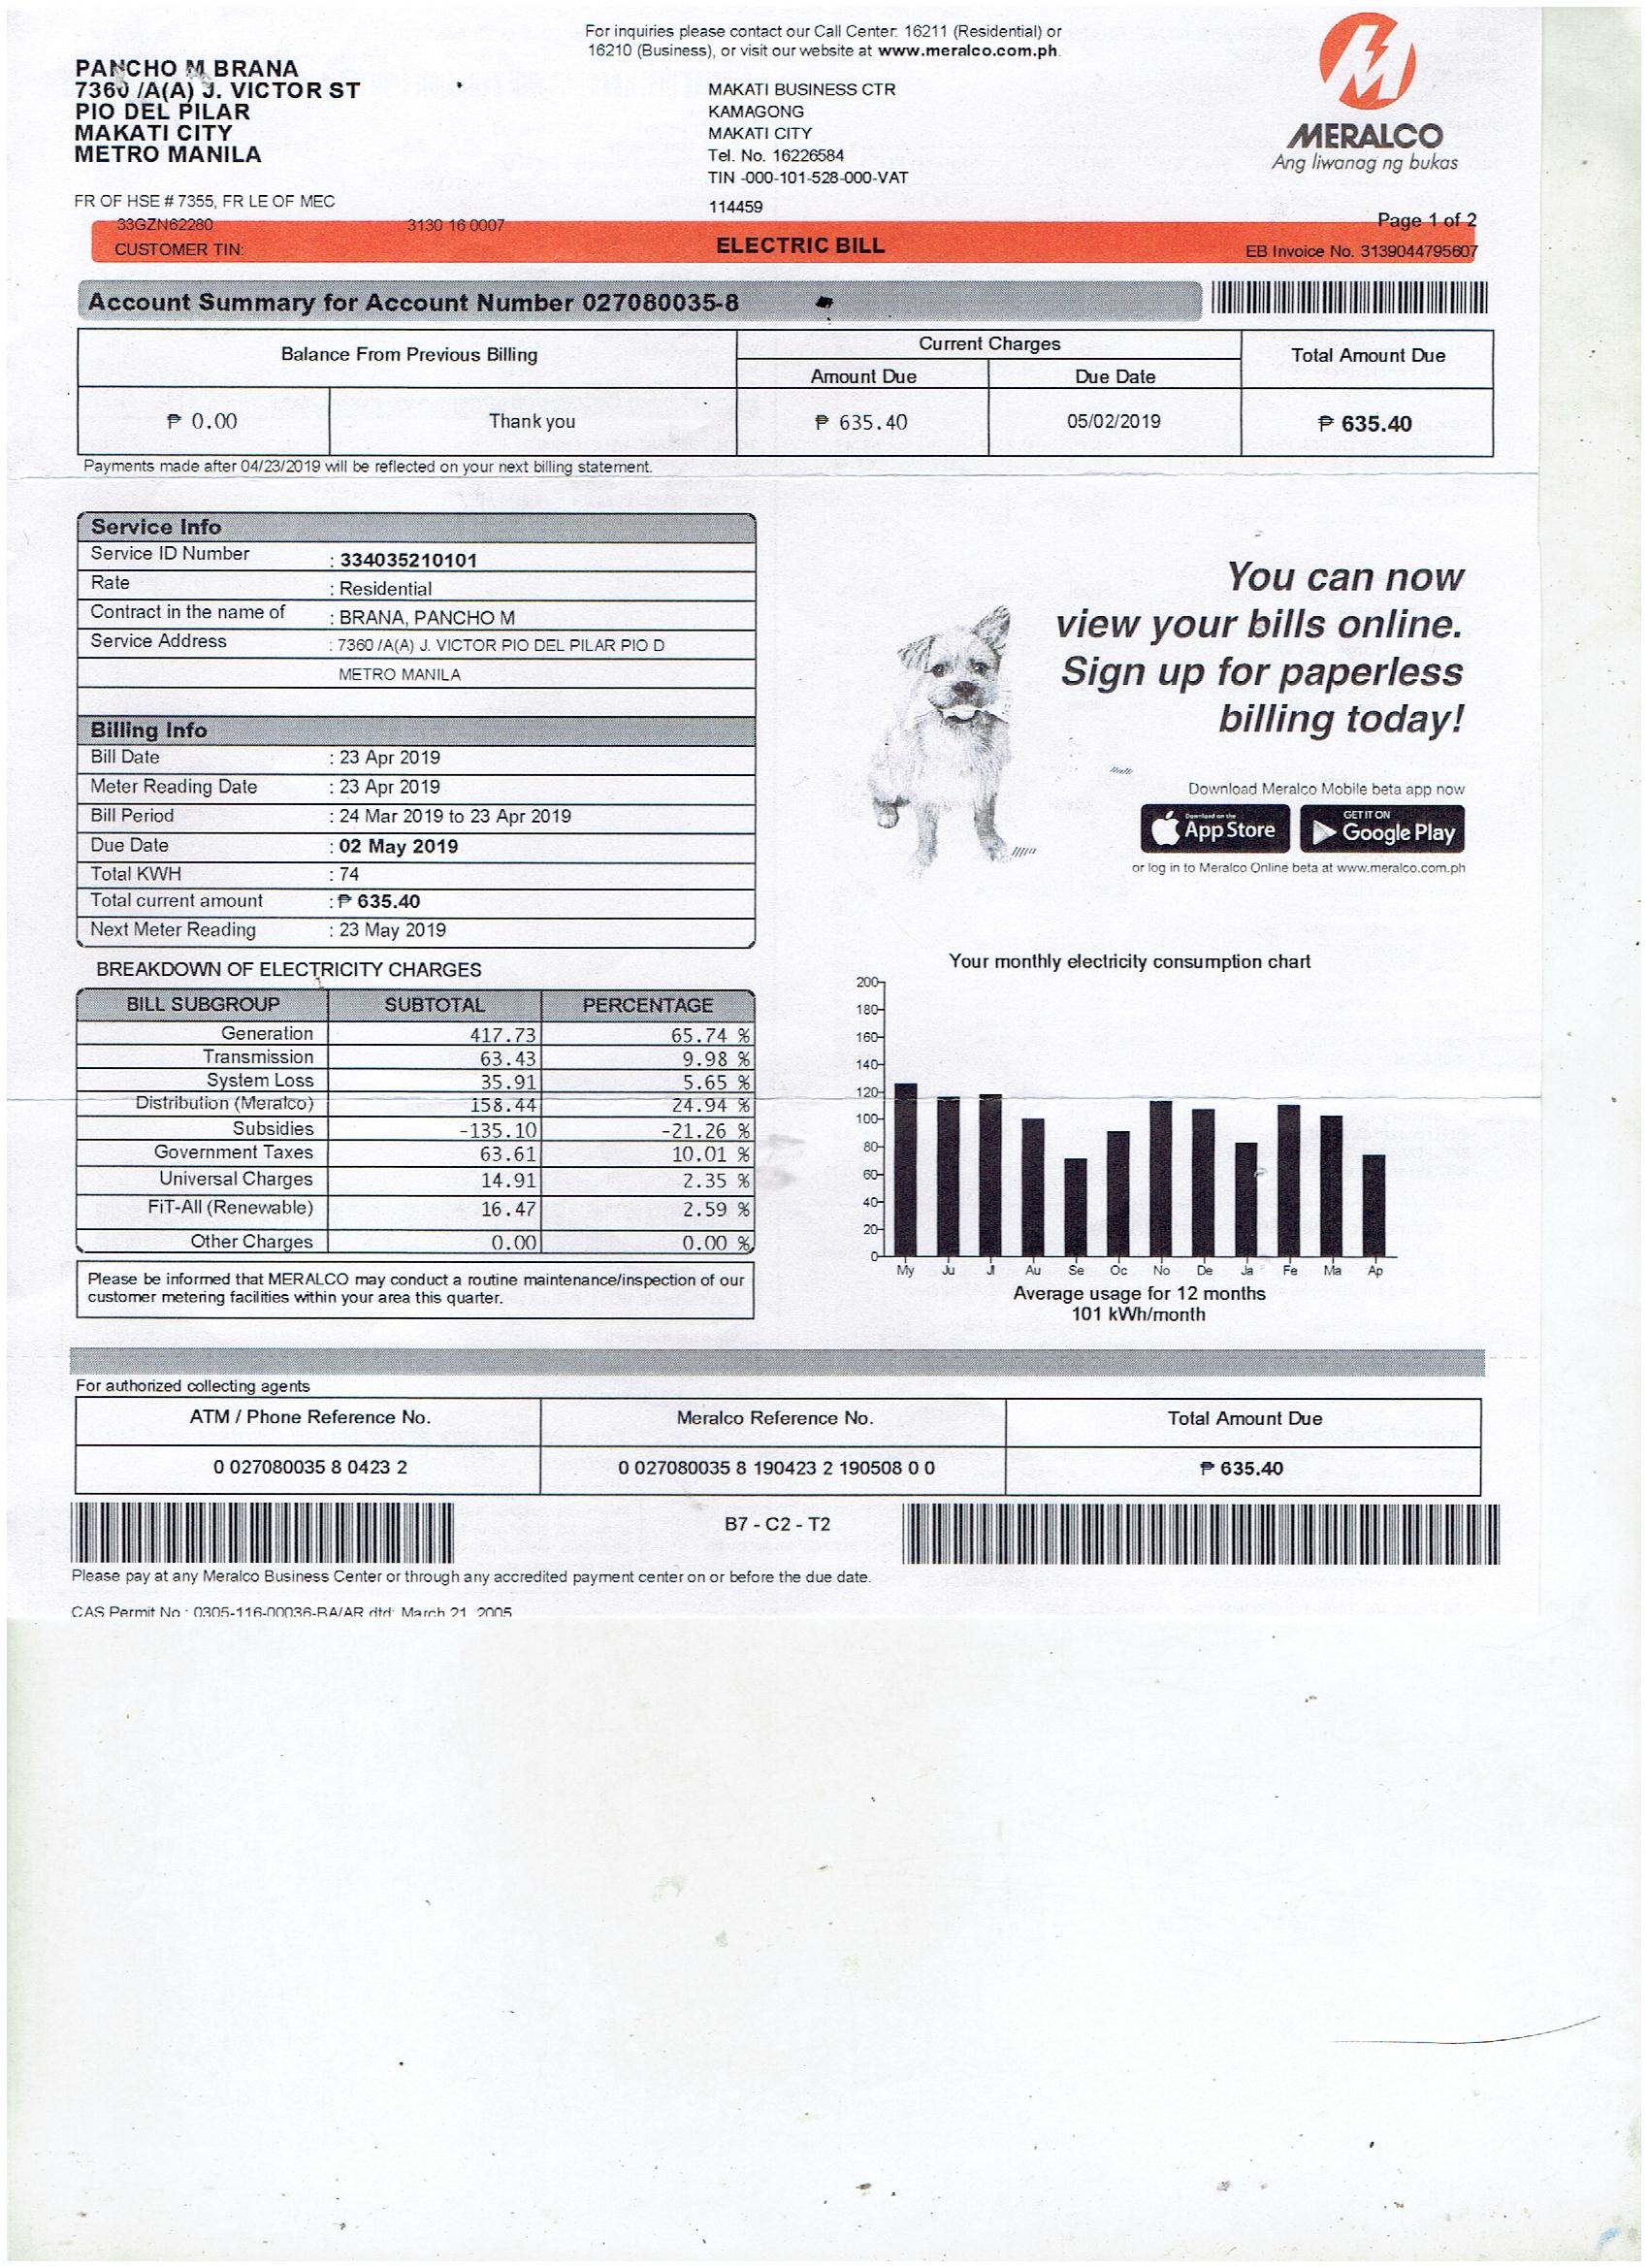 For inquiries please contact our Call Center: 16211 (Residential) or
16210 (Business), or visit our website at www.meralco.com.ph.
PANCHO M BRANA
7360 /A(A) J. VICTOR ST
PIO DEL PILAR
MAKATI CITY
METRO MANILA
MAKATI BUSINESS CTR
KAMAGONG
MAKATI CITY
Tel. No. 16226584
TIN -000-101-528-000-VAT
114459
MERALCO
Ang liwanag ng bukas
FR OF HSE # 7355, FR LE OF MEC
33GZN62280 3130 16 0007 Page 1 of 2
CUSTOMER TIN: ELECTRIC BILL EB Invoice No. 3139044795607
Account Summary for Account Number 027080035-8
Balance From Previous Billing Current Charges Total Amount Due
Amount Due Due Date
₱ 0.00 Thank you ₱ 635.40 05/02/2019 ₱ 635.40
Payments made after 04/23/2019 will be reflected on your next billing statement.
Service Info
Service ID Number : 334035210101
Rate : Residential
Contract in the name of : BRANA, PANCHO M
Service Address : 7360 /A(A) J. VICTOR PIO DEL PILAR PIO D
METRO MANILA
Billing Info
Bill Date : 23 Apr 2019
Meter Reading Date : 23 Apr 2019
Bill Period : 24 Mar 2019 to 23 Apr 2019
Due Date : 02 May 2019
Total KWH : 74
Total current amount : ₱ 635.40
Next Meter Reading : 23 May 2019
You can now
view your bills online.
Sign up for paperless
billing today!
Download Meralco Mobile beta app now
Download on the
App Store
GET IT ON
Google Play
or log in to Meralco Online beta at www.meralco.com.ph
BREAKDOWN OF ELECTRICITY CHARGES
BILL SUBGROUP SUBTOTAL PERCENTAGE
Generation 417.73 65.74 %
Transmission 63.43 9.98 %
System Loss 35.91 5.65 %
Distribution (Meralco) 158.44 24.94 %
Subsidies -135.10 -21.26 %
Government Taxes 63.61 10.01 %
Universal Charges 14.91 2.35 %
FiT-All (Renewable) 16.47 2.59 %
Other Charges 0.00 0.00 %
Please be informed that MERALCO may conduct a routine maintenance/inspection of our
customer metering facilities within your area this quarter.
Your monthly electricity consumption chart
200
180
160
140
120
100
80
60
40
20
0
My Ju Jl Au Se Oc No De Ja Fe Ma Ap
Average usage for 12 months
101 kWh/month
For authorized collecting agents
ATM / Phone Reference No. Meralco Reference No. Total Amount Due
0 027080035 8 0423 2 0 027080035 8 190423 2 190508 0 0 ₱ 635.40
B7 - C2 - T2
Please pay at any Meralco Business Center or through any accredited payment center on or before the due date.
CAS Permit No : 0305-116-00036-BA/AR dtd: March 21, 2005